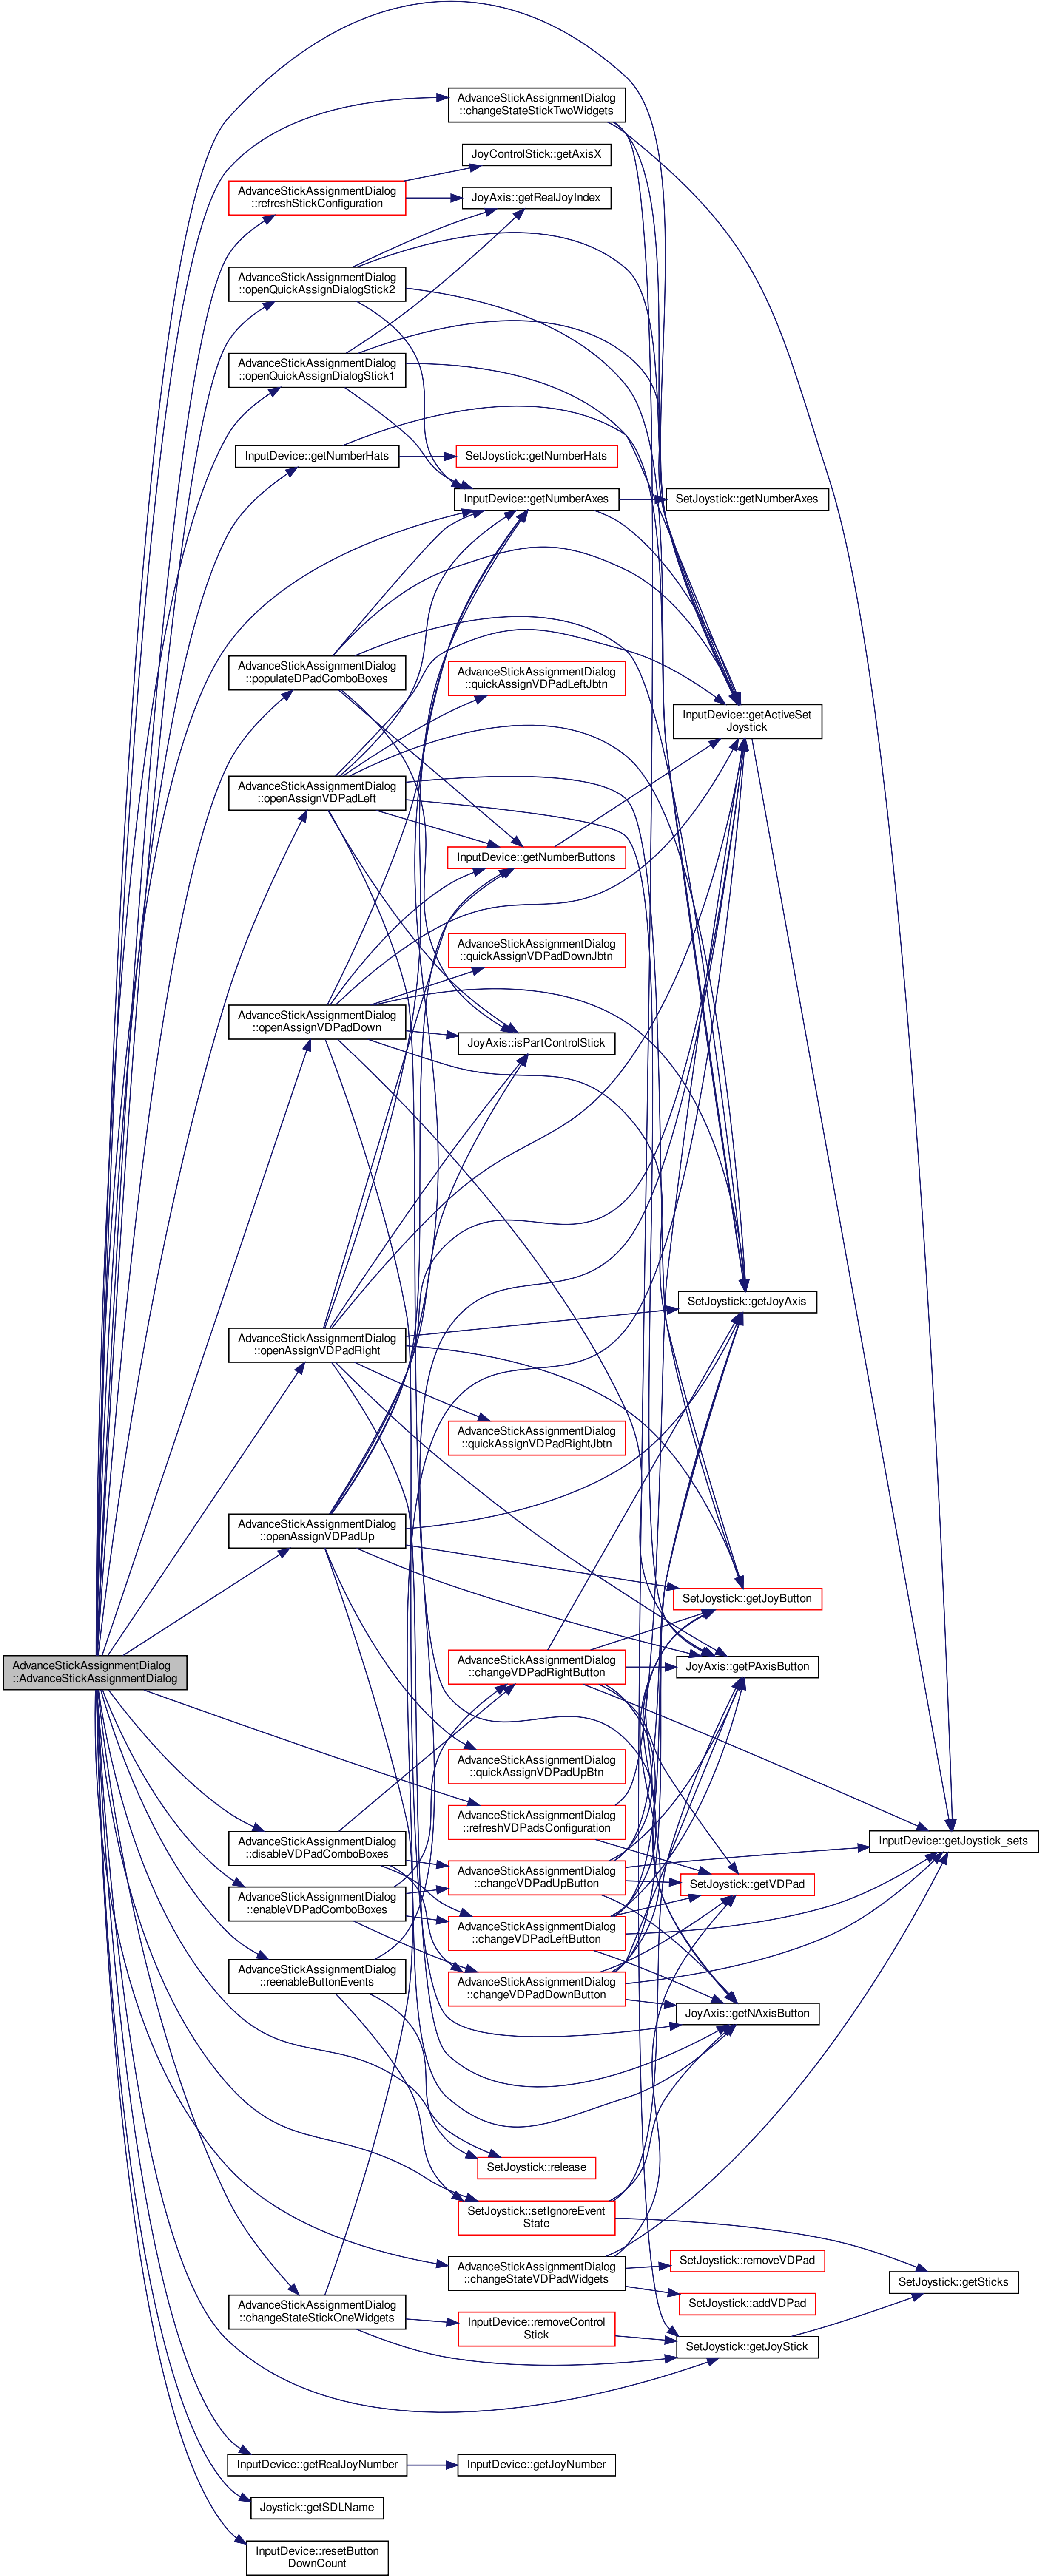 AdvanceStickAssignmentDialog
::changeStateStickTwoWidgets
JoyControlStick::getAxisX
AdvanceStickAssignmentDialog
::refreshStickConfiguration
JoyAxis::getRealJoyIndex
AdvanceStickAssignmentDialog
::openQuickAssignDialogStick2
AdvanceStickAssignmentDialog
::openQuickAssignDialogStick1
InputDevice::getNumberHats
SetJoystick::getNumberHats
InputDevice::getNumberAxes
SetJoystick::getNumberAxes
AdvanceStickAssignmentDialog
::populateDPadComboBoxes
AdvanceStickAssignmentDialog
::quickAssignVDPadLeftJbtn
InputDevice::getActiveSet
Joystick
AdvanceStickAssignmentDialog
::openAssignVDPadLeft
InputDevice::getNumberButtons
AdvanceStickAssignmentDialog
::quickAssignVDPadDownJbtn
AdvanceStickAssignmentDialog
::openAssignVDPadDown
JoyAxis::isPartControlStick
SetJoystick::getJoyAxis
AdvanceStickAssignmentDialog
::openAssignVDPadRight
AdvanceStickAssignmentDialog
::quickAssignVDPadRightJbtn
AdvanceStickAssignmentDialog
::openAssignVDPadUp
SetJoystick::getJoyButton
AdvanceStickAssignmentDialog
::AdvanceStickAssignmentDialog
AdvanceStickAssignmentDialog
::changeVDPadRightButton
JoyAxis::getPAxisButton
AdvanceStickAssignmentDialog
::quickAssignVDPadUpBtn
AdvanceStickAssignmentDialog
::refreshVDPadsConfiguration
AdvanceStickAssignmentDialog
::disableVDPadComboBoxes
InputDevice::getJoystick_sets
AdvanceStickAssignmentDialog
::changeVDPadUpButton
SetJoystick::getVDPad
AdvanceStickAssignmentDialog
::enableVDPadComboBoxes
AdvanceStickAssignmentDialog
::changeVDPadLeftButton
AdvanceStickAssignmentDialog
::reenableButtonEvents
AdvanceStickAssignmentDialog
::changeVDPadDownButton
JoyAxis::getNAxisButton
SetJoystick::release
SetJoystick::setIgnoreEvent
State
AdvanceStickAssignmentDialog
::changeStateVDPadWidgets
SetJoystick::removeVDPad
SetJoystick::getSticks
SetJoystick::addVDPad
AdvanceStickAssignmentDialog
::changeStateStickOneWidgets
InputDevice::removeControl
Stick
SetJoystick::getJoyStick
InputDevice::getRealJoyNumber
InputDevice::getJoyNumber
Joystick::getSDLName
InputDevice::resetButton
DownCount